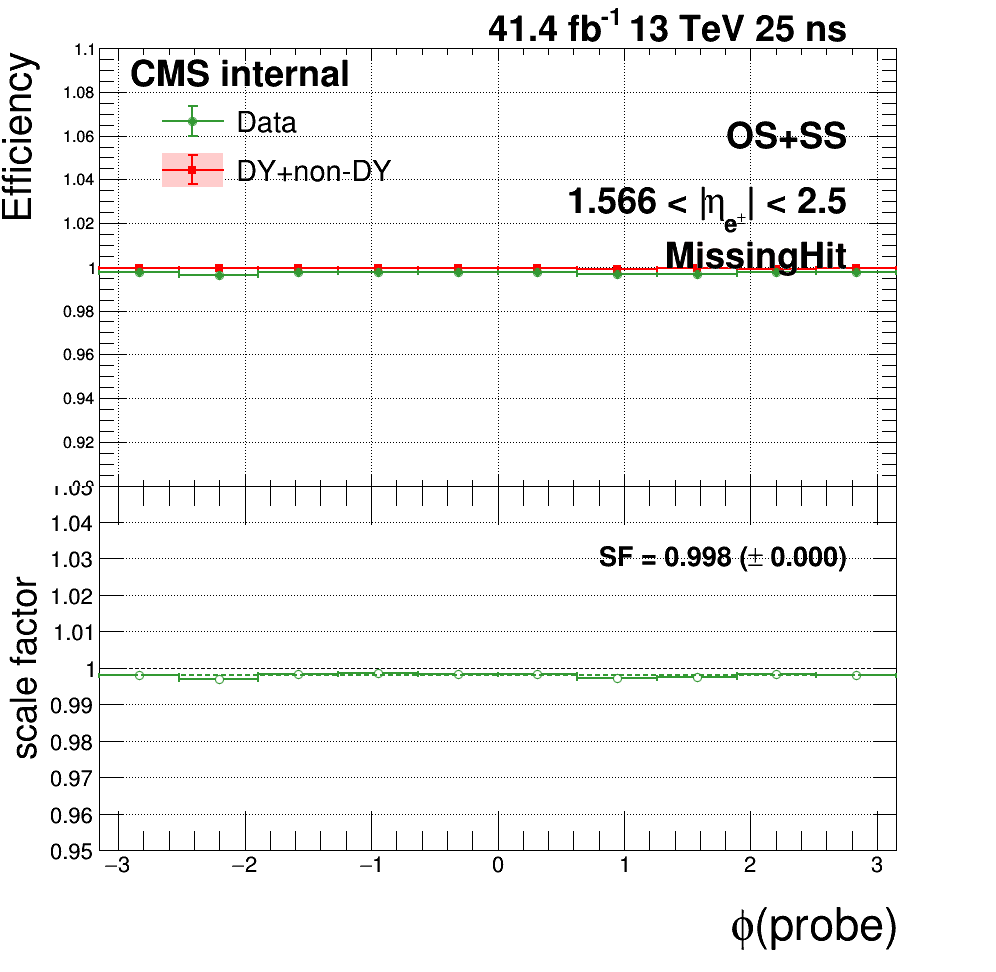 41.4 fb⁻¹ 13 TeV 25 ns
Efficiency
1.1
1.08
1.06
1.04
1.02
1
0.98
0.96
0.94
0.92
CMS internal
Data
DY+non-DY
OS+SS
1.566 < |η_e±| < 2.5
MissingHit
scale factor
1.04
1.03
1.02
1.01
1
0.99
0.98
0.97
0.96
0.95
SF = 0.998 (± 0.000)
−3 −2 −1 0 1 2 3
ϕ(probe)